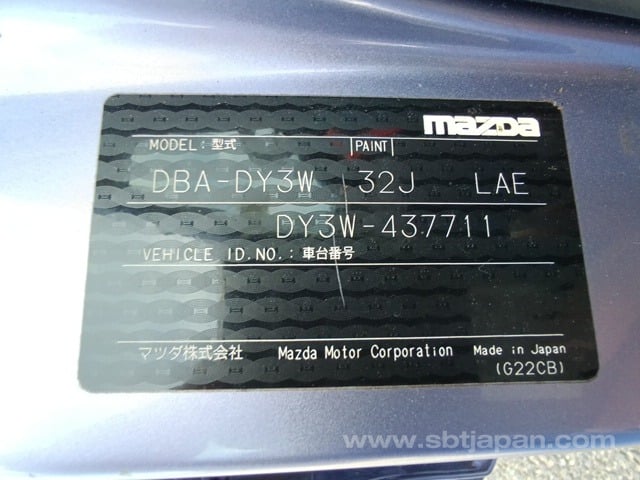 mazda
MODEL: 型式 PAINT
DBA-DY3W 32J LAE
DY3W-437711
VEHICLE ID.NO.: 車台番号
マツダ株式会社 Mazda Motor Corporation Made in Japan
(G22CB)
www.sbtjapan.com